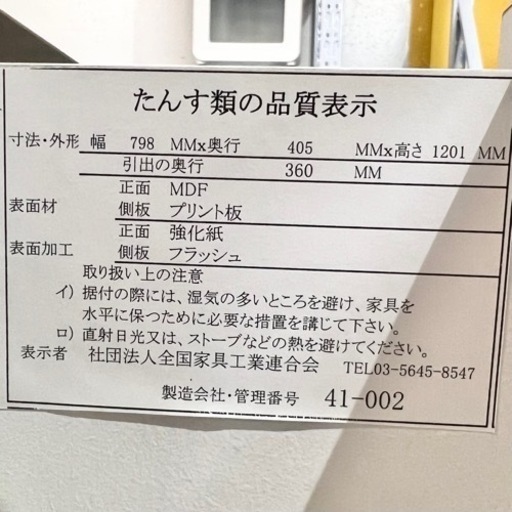 たんす類の品質表示
寸法・外形 幅 798 MMx奥行 405 MMx高さ 1201 MM
引出の奥行 360 MM
正面 MDF
表面材 側板 プリント板
正面 強化紙
表面加工 側板 フラッシュ
取り扱い上の注意
イ) 据付の際には、湿気の多いところを避け、家具を
水平に保つために必要な措置を講じて下さい。
ロ) 直射日光又は、ストーブなどの熱を避けてください。
表示者 社団法人全国家具工業連合会 TEL03-5645-8547
製造会社・管理番号 41-002